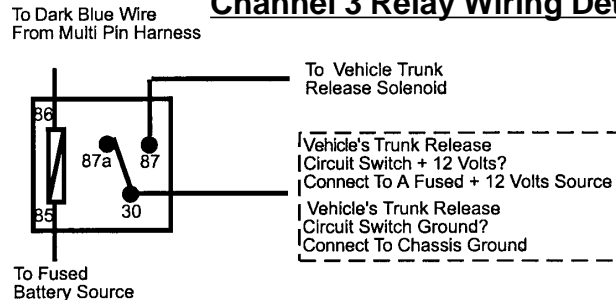 Channel 3 Relay Wiring
To Dark Blue Wire
From Multi Pin Harness
To Vehicle Trunk
Release Solenoid
86
87a
87
85
30
Vehicle's Trunk Release
Circuit Switch + 12 Volts?
Connect To A Fused + 12 Volts Source
Vehicle's Trunk Release
Circuit Switch Ground?
Connect To Chassis Ground
To Fused
Battery Source